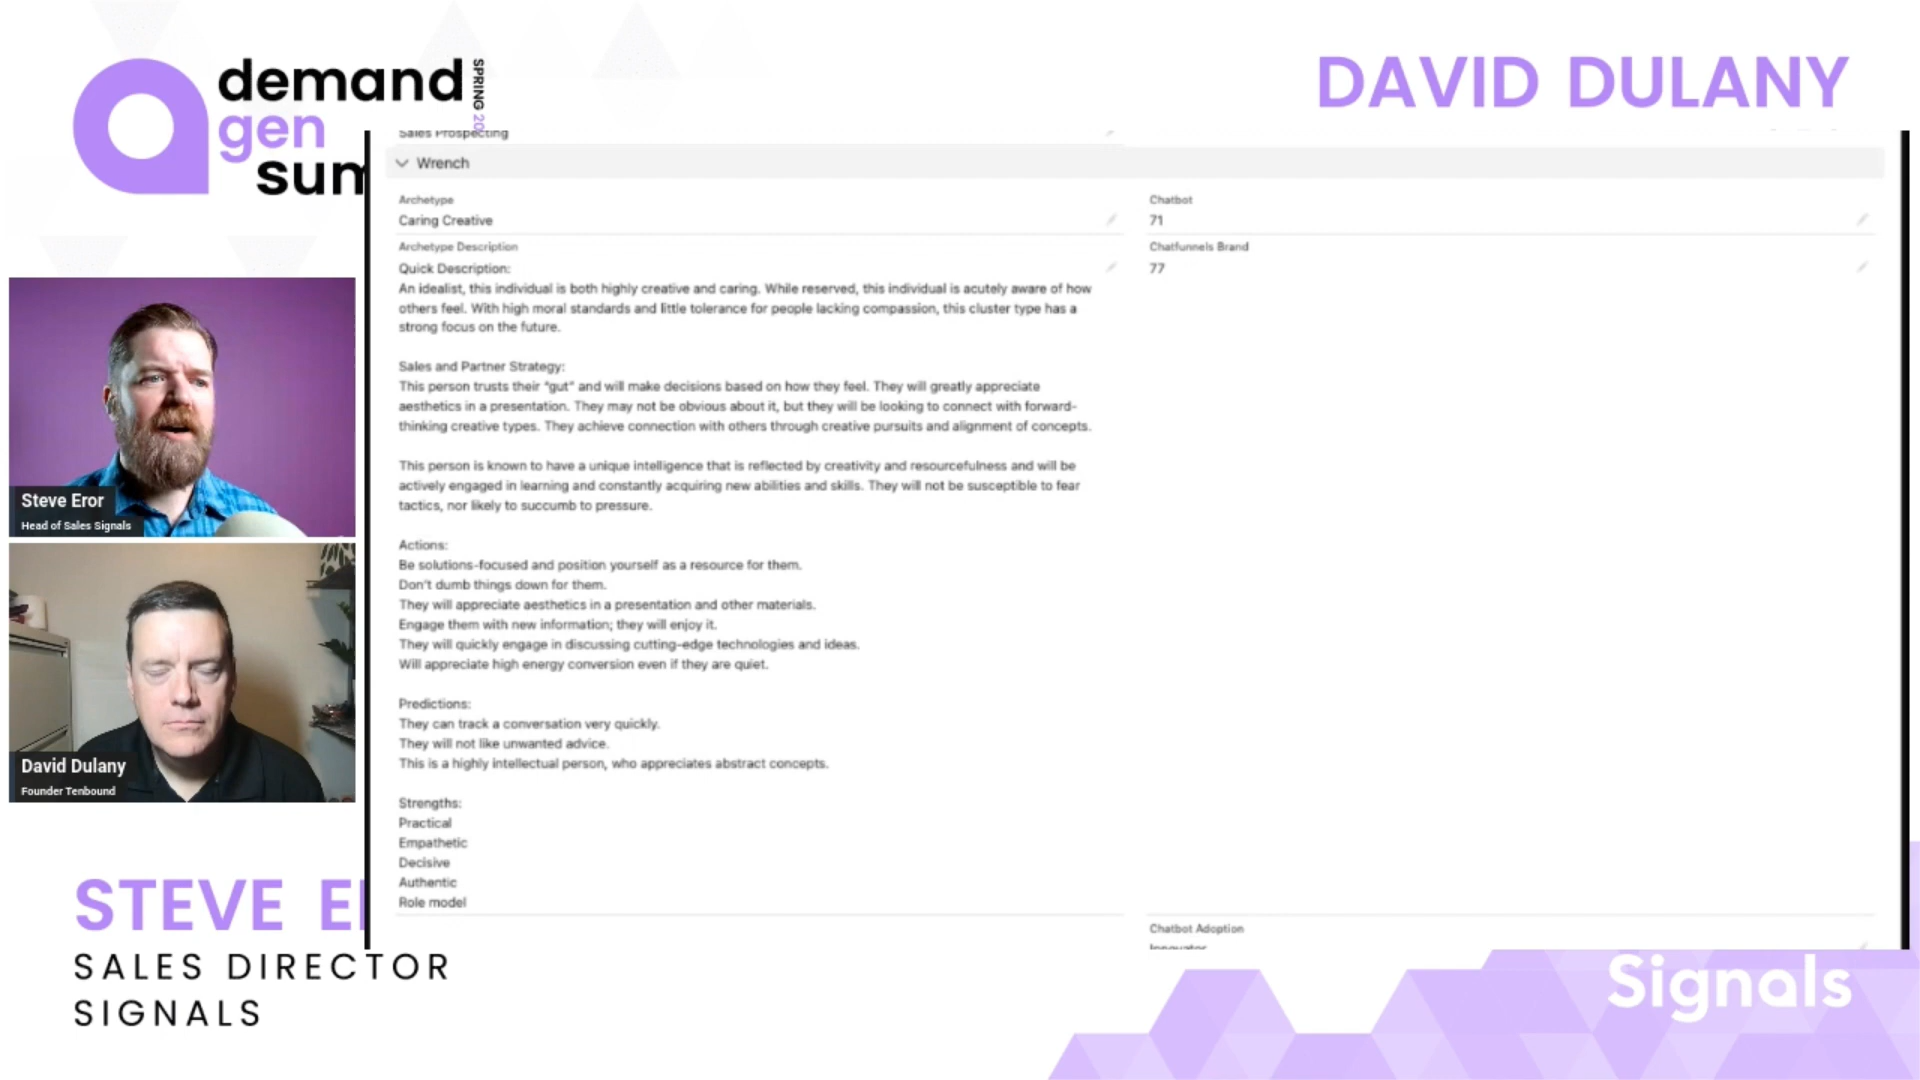 demand
gen
sum
SPRING 20
DAVID DULANY
Sales Prospecting
Wrench
Archetype
Caring Creative
Archetype Description
Quick Description:
An idealist, this individual is both highly creative and caring. While reserved, this individual is acutely aware of how
others feel. With high moral standards and little tolerance for people lacking compassion, this cluster type has a
strong focus on the future.
Sales and Partner Strategy:
This person trusts their "gut" and will make decisions based on how they feel. They will greatly appreciate
aesthetics in a presentation. They may not be obvious about it, but they will be looking to connect with forward-
thinking creative types. They achieve connection with others through creative pursuits and alignment of concepts.
This person is known to have a unique intelligence that is reflected by creativity and resourcefulness and will be
actively engaged in learning and constantly acquiring new abilities and skills. They will not be susceptible to fear
tactics, nor likely to succumb to pressure.
Actions:
Be solutions-focused and position yourself as a resource for them.
Don't dumb things down for them.
They will appreciate aesthetics in a presentation and other materials.
Engage them with new information; they will enjoy it.
They will quickly engage in discussing cutting-edge technologies and ideas.
Will appreciate high energy conversion even if they are quiet.
Predictions:
They can track a conversation very quickly.
They will not like unwanted advice.
This is a highly intellectual person, who appreciates abstract concepts.
Strengths:
Practical
Empathetic
Decisive
Authentic
Role model
Chatbot
71
Chatfunnels Brand
77
Chatbot Adoption
Innovator
Steve Eror
Head of Sales Signals
David Dulany
Founder Tenbound
STEVE E
SALES DIRECTOR
SIGNALS
Signals